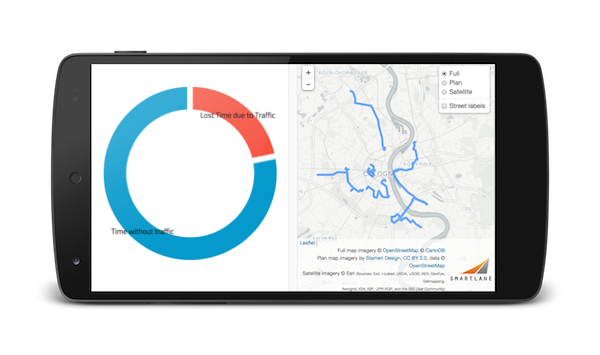 Lost Time due to Traffic
Time without traffic
+
−
Full
Plan
Satellite
Street labels
COLOGNE
Leaflet |
Full map imagery © OpenStreetMap, © CartoDB
Plan map imagery by Stamen Design, CC BY 3.0, data ©
OpenStreetMap
Satellite imagery © Esri (Sources: Esri, i-cubed, USDA, USGS, AEX, GeoEye,
Getmapping,
Aerogrid, IGN, IGP, UPR-EGP, and the GIS User Community)
SMARTLANE